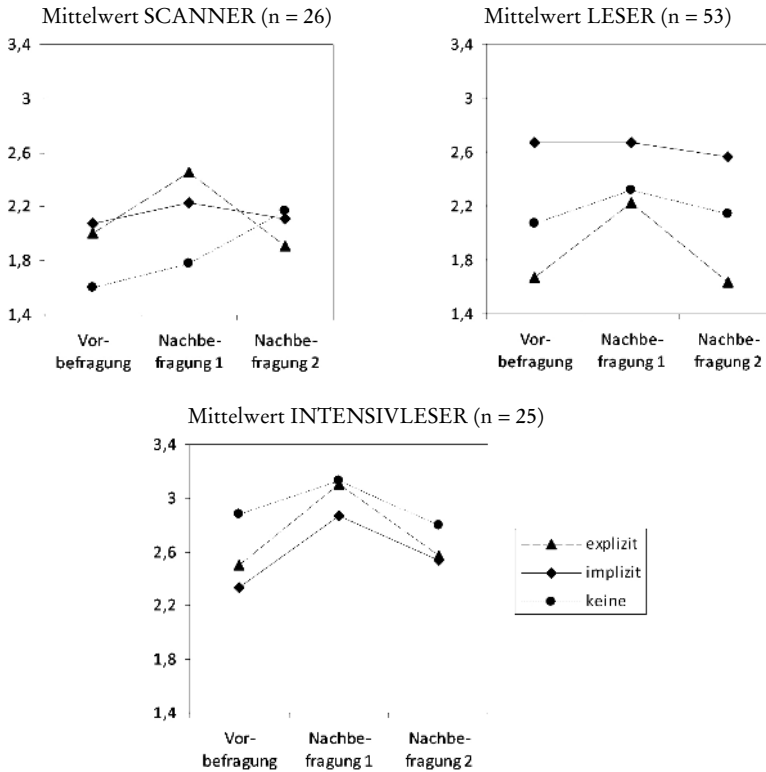 Mittelwert SCANNER (n = 26)
3,4
3
2,6
2,2
1,8
1,4
Vor-
befragung
Nachbe-
fragung 1
Nachbe-
fragung 2
Mittelwert LESER (n = 53)
3,4
3
2,6
2,2
1,8
1,4
Vor-
befragung
Nachbe-
fragung 1
Nachbe-
fragung 2
Mittelwert INTENSIVLESER (n = 25)
3,4
3
2,6
2,2
1,8
1,4
Vor-
befragung
Nachbe-
fragung 1
Nachbe-
fragung 2
explizit
implizit
keine